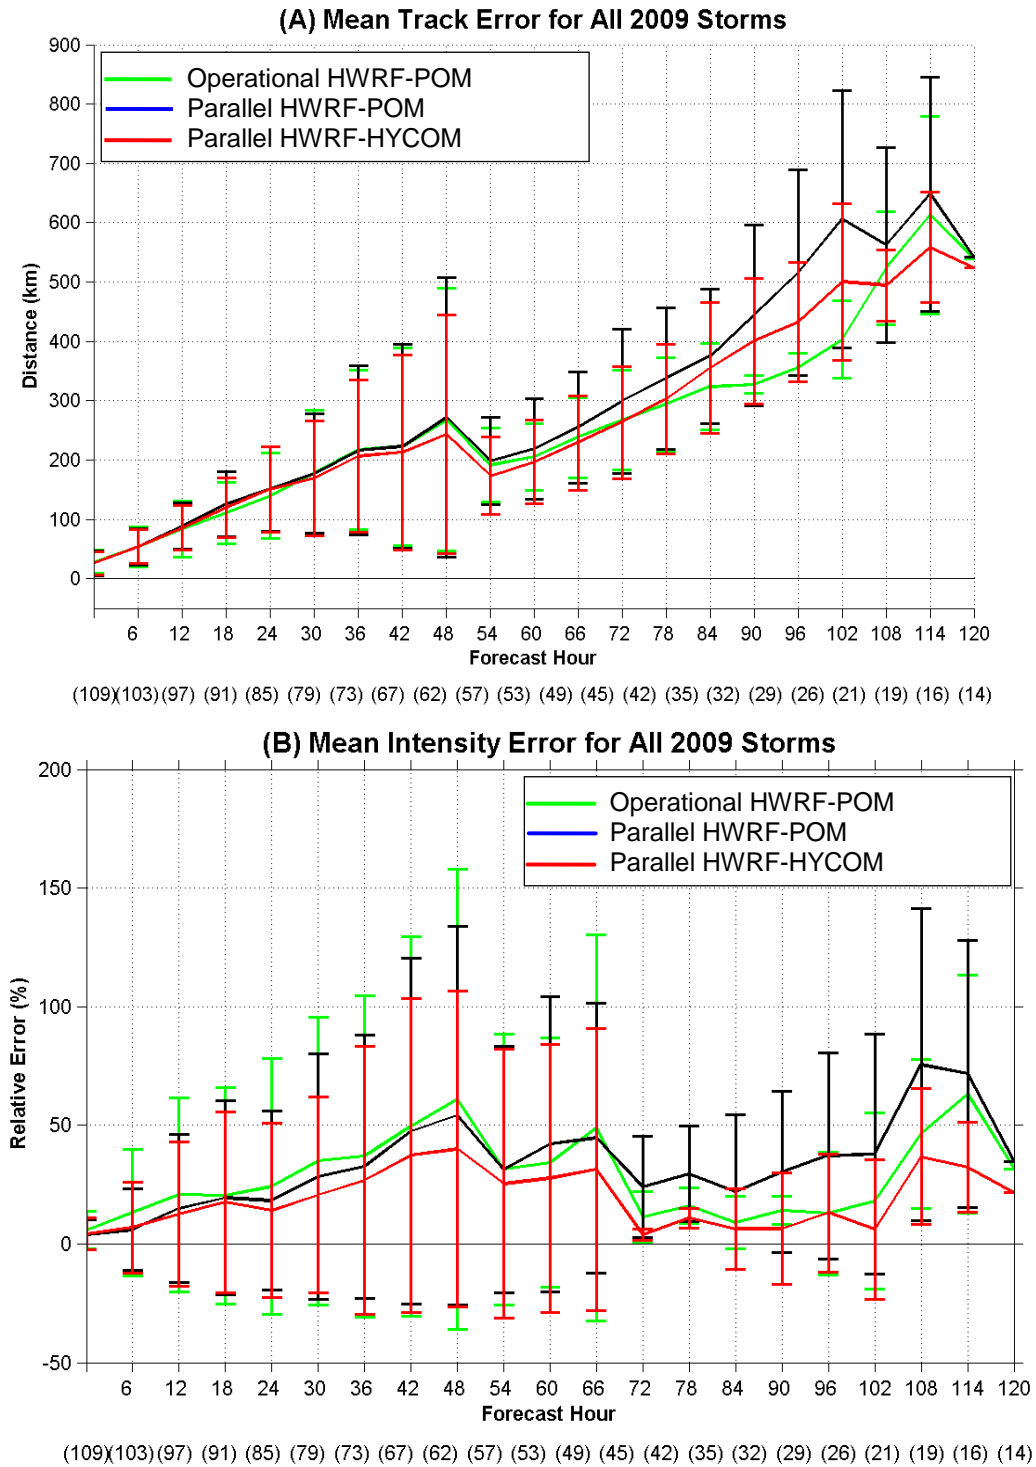 (A) Mean Track Error for All 2009 Storms
900
800
700
600
500
400
300
200
100
0
Distance (km)
Operational HWRF-POM
Parallel HWRF-POM
Parallel HWRF-HYCOM
6 12 18 24 30 36 42 48 54 60 66 72 78 84 90 96 102 108 114 120
Forecast Hour
(109)(103) (97) (91) (85) (79) (73) (67) (62) (57) (53) (49) (45) (42) (35) (32) (29) (26) (21) (19) (16) (14)
(B) Mean Intensity Error for All 2009 Storms
200
150
100
50
0
-50
Relative Error (%)
Operational HWRF-POM
Parallel HWRF-POM
Parallel HWRF-HYCOM
6 12 18 24 30 36 42 48 54 60 66 72 78 84 90 96 102 108 114 120
Forecast Hour
(109)(103) (97) (91) (85) (79) (73) (67) (62) (57) (53) (49) (45) (42) (35) (32) (29) (26) (21) (19) (16) (14)